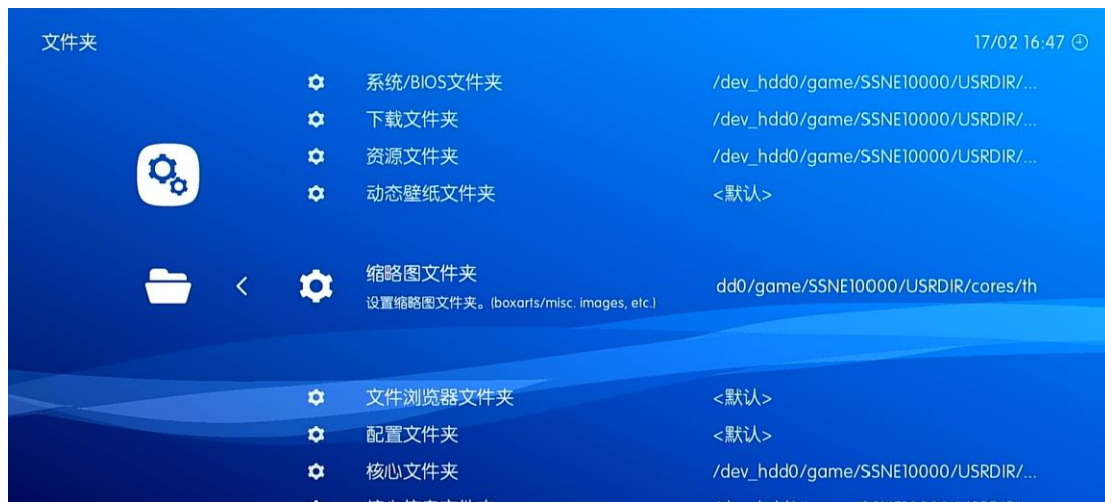 文件夹
17/02 16:47
系统/BIOS文件夹 /dev_hdd0/game/SSNE10000/USRDIR/...
下载文件夹 /dev_hdd0/game/SSNE10000/USRDIR/...
资源文件夹 /dev_hdd0/game/SSNE10000/USRDIR/...
动态壁纸文件夹 <默认>
缩略图文件夹 dd0/game/SSNE10000/USRDIR/cores/th
设置缩略图文件夹。(boxarts/misc. images, etc.)
文件浏览器文件夹 <默认>
配置文件夹 <默认>
核心文件夹 /dev_hdd0/game/SSNE10000/USRDIR/...